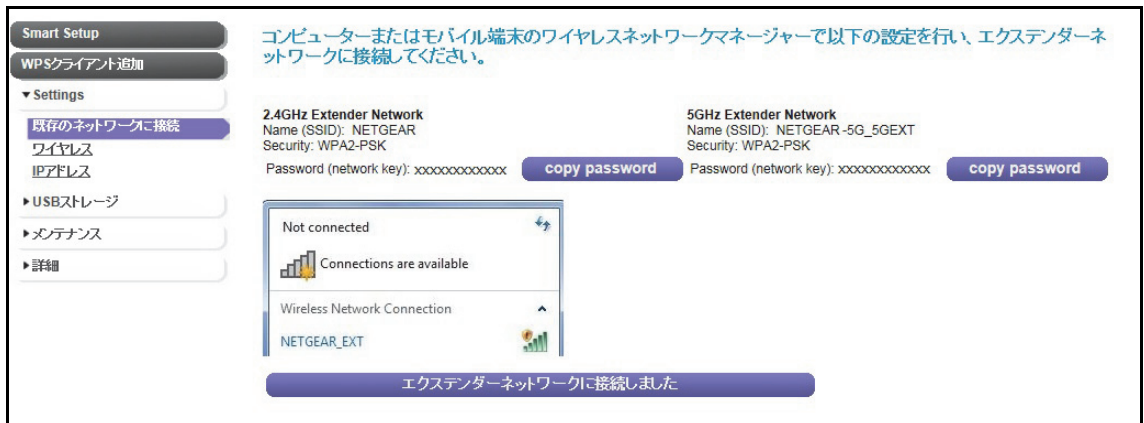 Smart Setup
WPSクライアント追加
▼Settings
既存のネットワークに接続
ワイヤレス
IPアドレス
▶USBストレージ
▶メンテナンス
▶詳細
コンピューターまたはモバイル端末のワイヤレスネットワークマネージャーで以下の設定を行い、エクステンダーネ
ットワークに接続してください。
2.4GHz Extender Network
Name (SSID): NETGEAR
Security: WPA2-PSK
Password (network key): xxxxxxxxxxxx
copy password
5GHz Extender Network
Name (SSID): NETGEAR -5G_5GEXT
Security: WPA2-PSK
Password (network key): xxxxxxxxxxxx
copy password
Not connected
Connections are available
Wireless Network Connection
NETGEAR_EXT
エクステンダーネットワークに接続しました